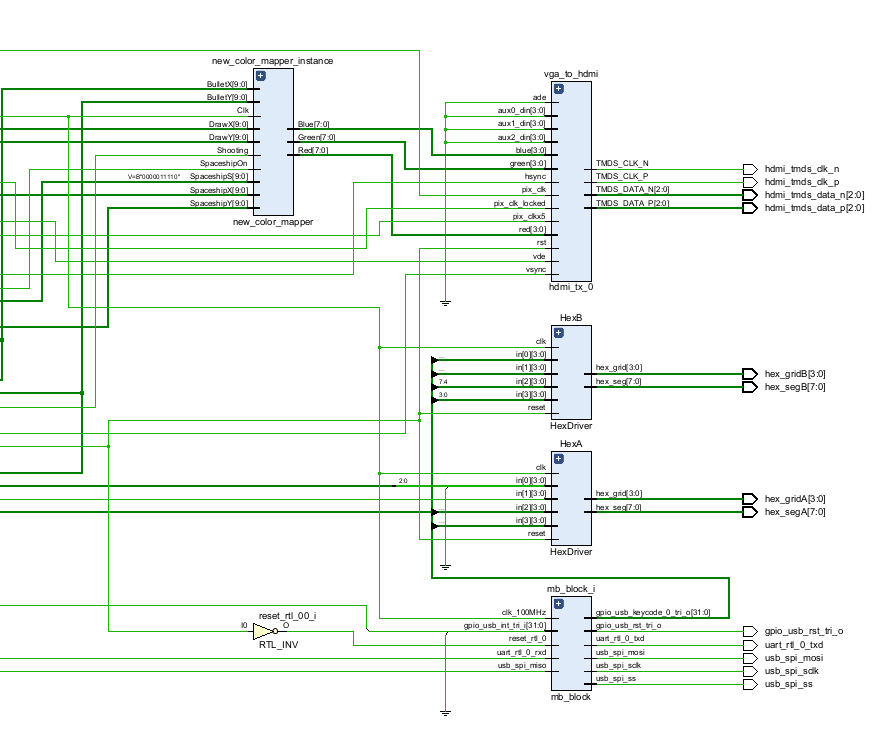 new_color_mapper_instance
BulletX[9:0]
BulletY[9:0]
Clk
DrawX[9:0]
DrawY[9:0]
Shooting
SpaceshipOn
V=B"0000011110"
SpaceshipS[9:0]
SpaceshipX[9:0]
SpaceshipY[9:0]
Blue[7:0]
Green[7:0]
Red[7:0]
new_color_mapper
vga_to_hdmi
ade
aux0_din[3:0]
aux1_din[3:0]
aux2_din[3:0]
blue[3:0]
green[3:0]
hsync
pix_clk
pix_clk_locked
pix_clkx5
red[3:0]
rst
vde
vsync
TMDS_CLK_N
TMDS_CLK_P
TMDS_DATA_N[2:0]
TMDS_DATA_P[2:0]
hdmi_tmds_clk_n
hdmi_tmds_clk_p
hdmi_tmds_data_n[2:0]
hdmi_tmds_data_p[2:0]
hdmi_tx_0
HexB
clk
in[0][3:0]
in[1][3:0]
7:4
in[2][3:0]
3:0
in[3][3:0]
reset
hex_grid[3:0]
hex_seg[7:0]
hex_gridB[3:0]
hex_segB[7:0]
HexDriver
HexA
clk
2:0
in[0][3:0]
in[1][3:0]
in[2][3:0]
in[3][3:0]
reset
hex_grid[3:0]
hex_seg[7:0]
hex_gridA[3:0]
hex_segA[7:0]
HexDriver
reset_rtl_00_i
I0
O
RTL_INV
mb_block_i
clk_100MHz
gpio_usb_int_tri_i[31:0]
reset_rtl_0
uart_rtl_0_rxd
usb_spi_miso
gpio_usb_keycode_0_tri_o[31:0]
gpio_usb_rst_tri_o
uart_rtl_0_txd
usb_spi_mosi
usb_spi_sclk
usb_spi_ss
gpio_usb_rst_tri_o
uart_rtl_0_txd
usb_spi_mosi
usb_spi_sclk
usb_spi_ss
mb_block